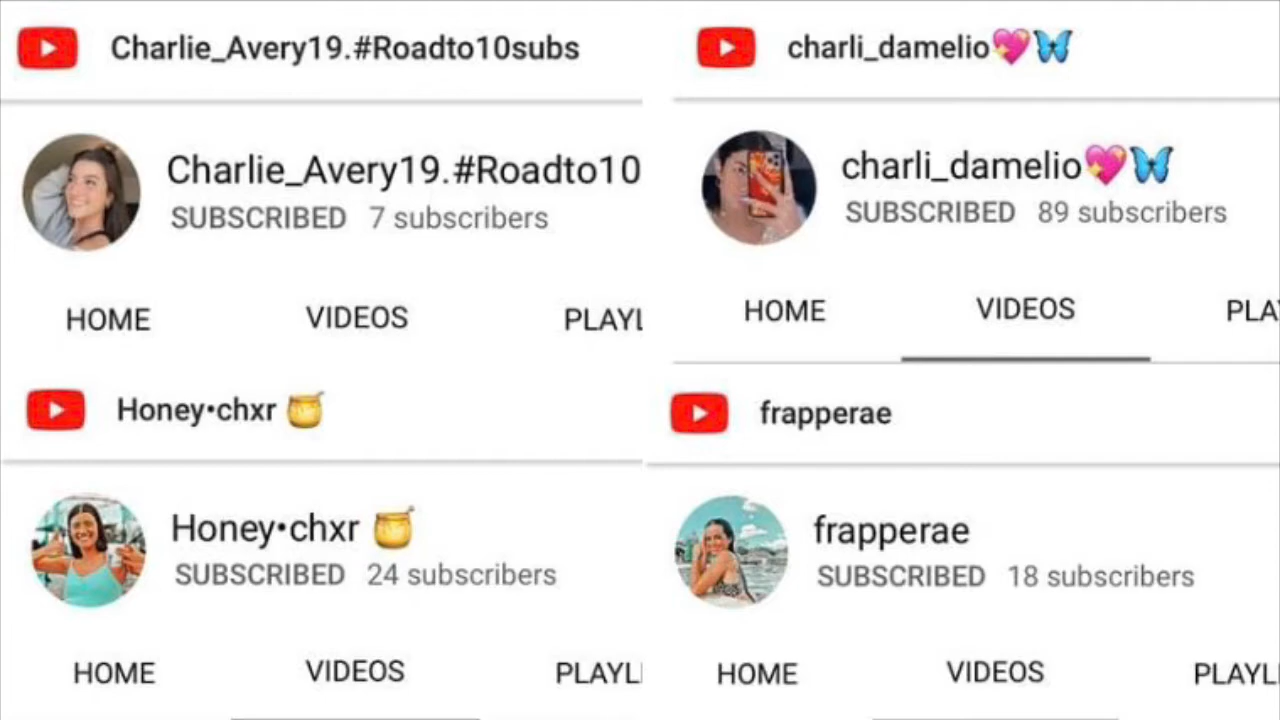 Charlie_Avery19.#Roadto10subs
Charlie_Avery19.#Roadto10
SUBSCRIBED 7 subscribers
HOME VIDEOS PLAYL
charli_damelio💖🦋
charli_damelio💖🦋
SUBSCRIBED 89 subscribers
HOME VIDEOS PLA
Honey•chxr 🍯
Honey•chxr 🍯
SUBSCRIBED 24 subscribers
HOME VIDEOS PLAYLI
frapperae
frapperae
SUBSCRIBED 18 subscribers
HOME VIDEOS PLAYL